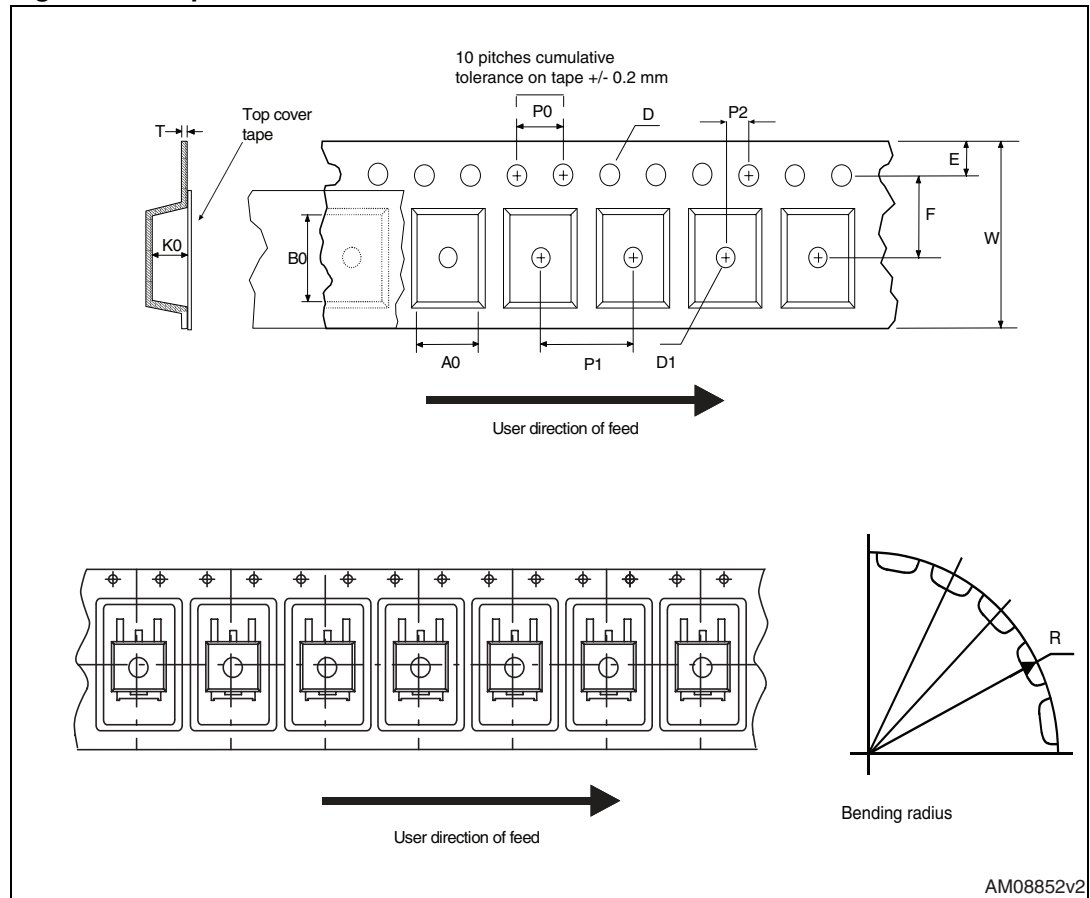 10 pitches cumulative
tolerance on tape +/- 0.2 mm
Top cover
tape
T
P0
D
P2
E
F
W
K0
B0
A0
P1
D1
User direction of feed
R
Bending radius
User direction of feed
AM08852v2